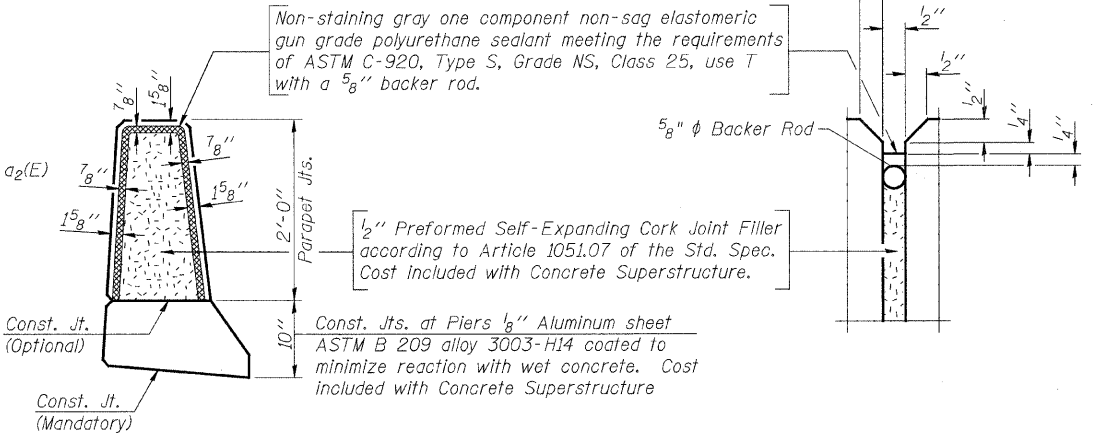 Non-staining gray one component non-sag elastomeric
gun grade polyurethane sealant meeting the requirements
of ASTM C-920, Type S, Grade NS, Class 25, use T
with a 5/8" backer rod.
1/2"
1/2"
1/2"
1/4"
1/4"
5/8" ϕ Backer Rod
7/8"
1 5/8"
a2(E)
7/8"
7/8"
1 5/8"
1 5/8"
2'-0"
Parapet Jts.
1/2" Preformed Self-Expanding Cork Joint Filler
according to Article 1051.07 of the Std. Spec.
Cost included with Concrete Superstructure.
Const. Jt.
(Optional)
10"
Const. Jts. at Piers 1/8" Aluminum sheet
ASTM B 209 alloy 3003-H14 coated to
minimize reaction with wet concrete. Cost
included with Concrete Superstructure
Const. Jt.
(Mandatory)